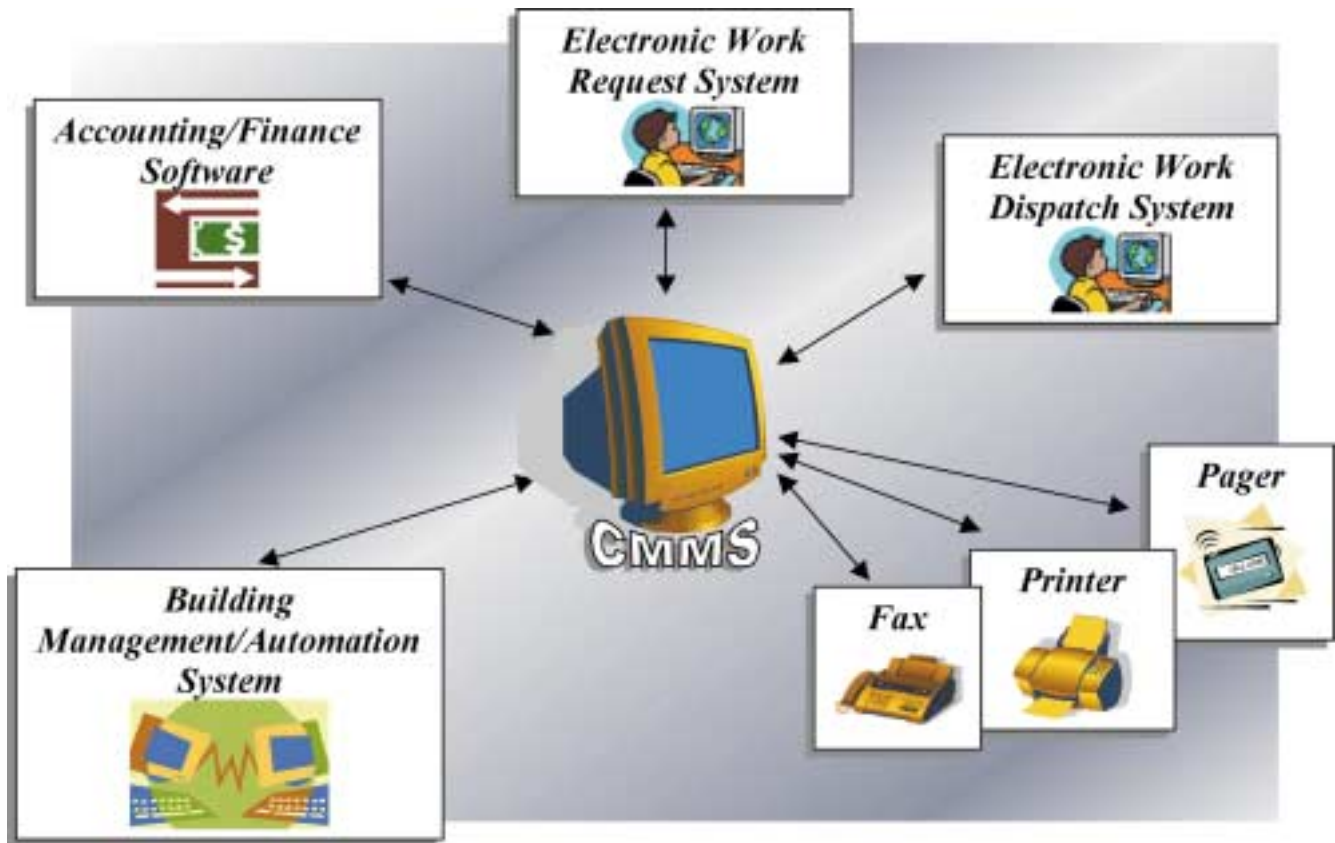 Electronic Work
Request System
Accounting/Finance
Software
$
Electronic Work
Dispatch System
CMMS
Pager
Printer
Fax
Building
Management/Automation
System